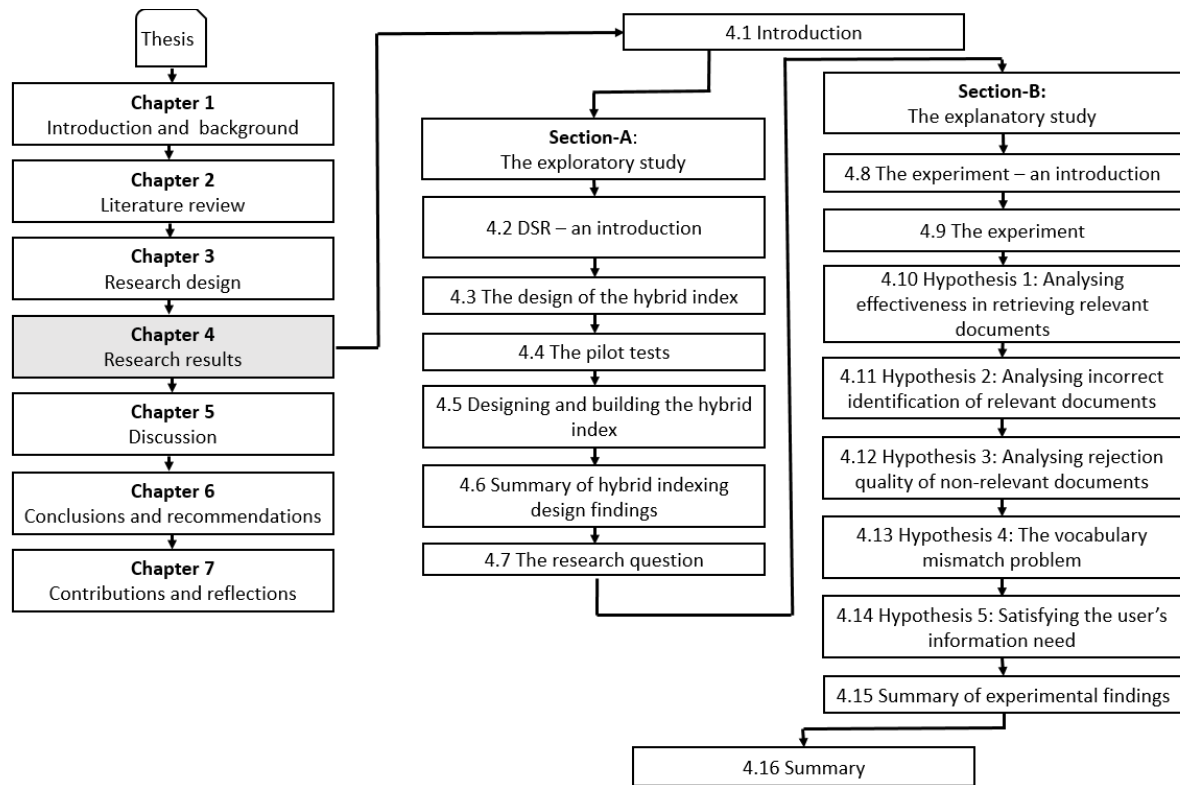 Thesis
Chapter 1
Introduction and background
Chapter 2
Literature review
Chapter 3
Research design
Chapter 4
Research results
Chapter 5
Discussion
Chapter 6
Conclusions and recommendations
Chapter 7
Contributions and reflections
4.1 Introduction
Section-A:
The exploratory study
4.2 DSR – an introduction
4.3 The design of the hybrid index
4.4 The pilot tests
4.5 Designing and building the hybrid
index
4.6 Summary of hybrid indexing
design findings
4.7 The research question
Section-B:
The explanatory study
4.8 The experiment – an introduction
4.9 The experiment
4.10 Hypothesis 1: Analysing
effectiveness in retrieving relevant
documents
4.11 Hypothesis 2: Analysing incorrect
identification of relevant documents
4.12 Hypothesis 3: Analysing rejection
quality of non-relevant documents
4.13 Hypothesis 4: The vocabulary
mismatch problem
4.14 Hypothesis 5: Satisfying the user’s
information need
4.15 Summary of experimental findings
4.16 Summary